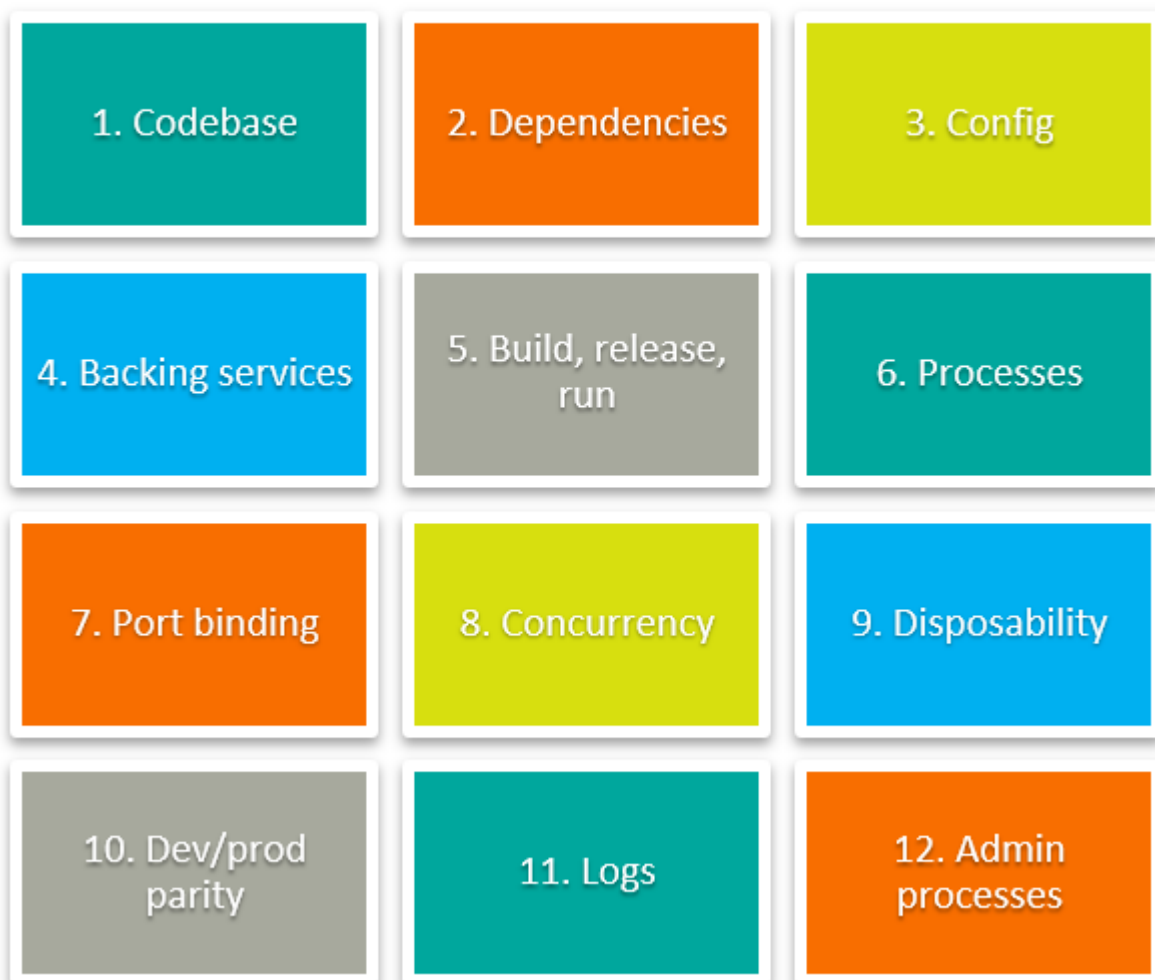 1. Codebase
2. Dependencies
3. Config
4. Backing services
5. Build, release,
run
6. Processes
7. Port binding
8. Concurrency
9. Disposability
10. Dev/prod
parity
11. Logs
12. Admin
processes